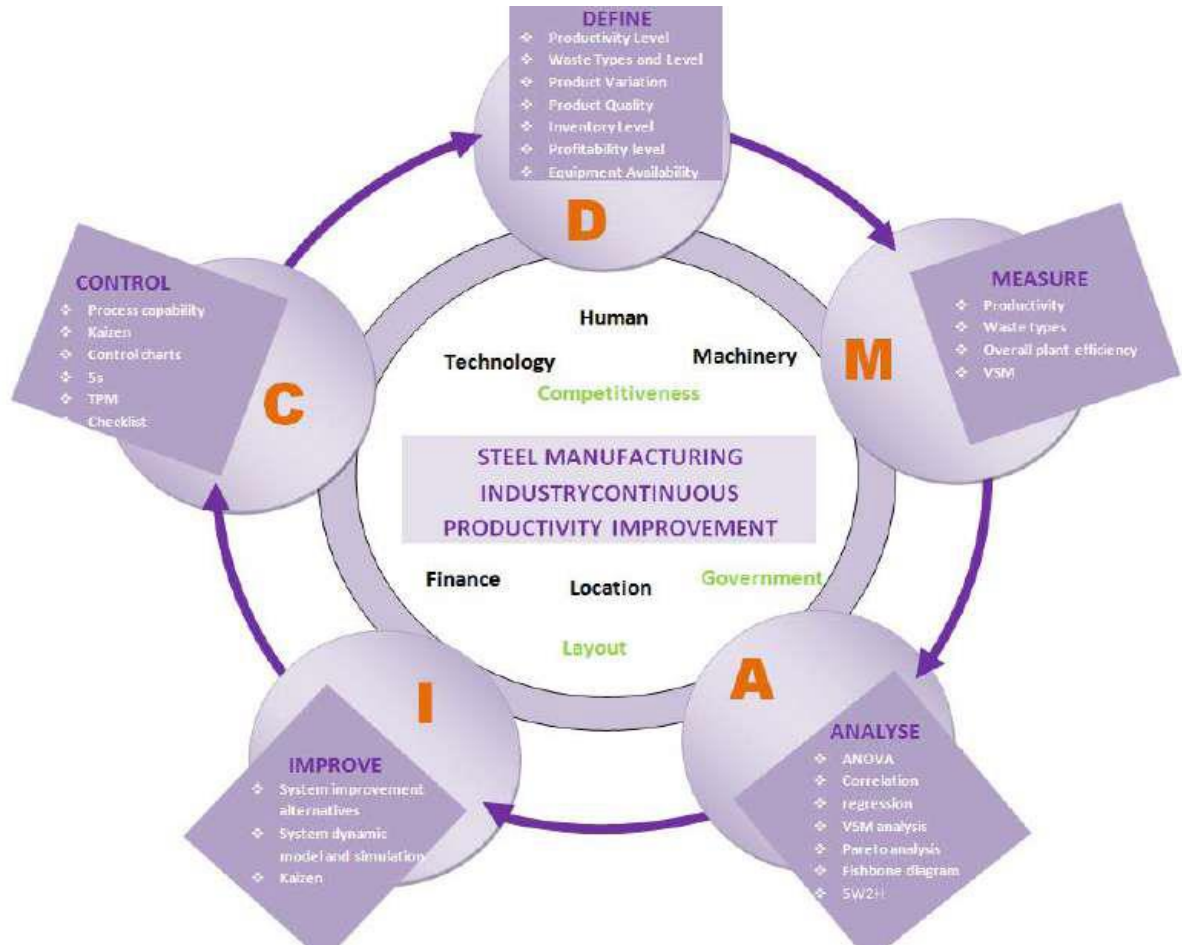 DEFINE
Productivity Level
Waste Types and Level
Product Variation
Product Quality
Inventory Level
Profitability level
Equipment Availability
D
MEASURE
Productivity
Waste types
Overall plant efficiency
VSM
M
ANALYSE
ANOVA
Correlation
regression
VSM analysis
Pareto analysis
Fishbone diagram
5W2H
A
IMPROVE
System improvement
alternatives
System dynamic
model and simulation
Kaizen
I
CONTROL
Process capability
Kaizen
Control charts
5s
TPM
Checklist
C
Human
Technology
Machinery
Competitiveness
STEEL MANUFACTURING
INDUSTRYCONTINUOUS
PRODUCTIVITY IMPROVEMENT
Finance
Location
Government
Layout